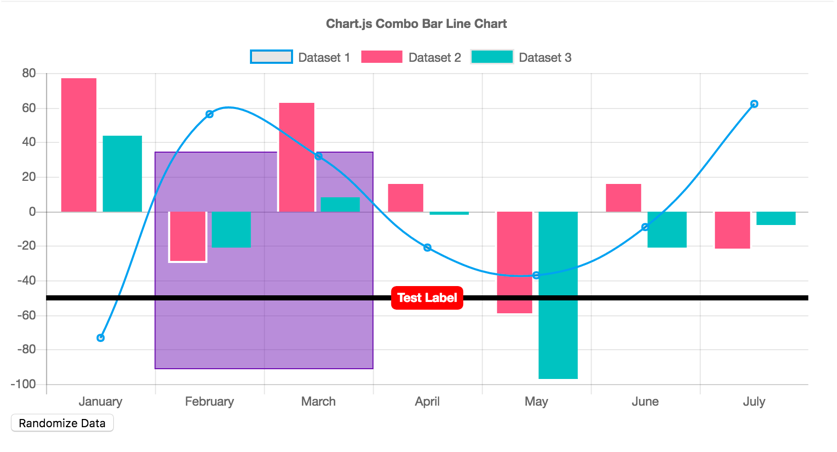 Chart.js Combo Bar Line Chart
Dataset 1 Dataset 2 Dataset 3
80
60
40
20
0
-20
-40
Test Label
-60
-80
-100
January February March April May June July
Randomize Data